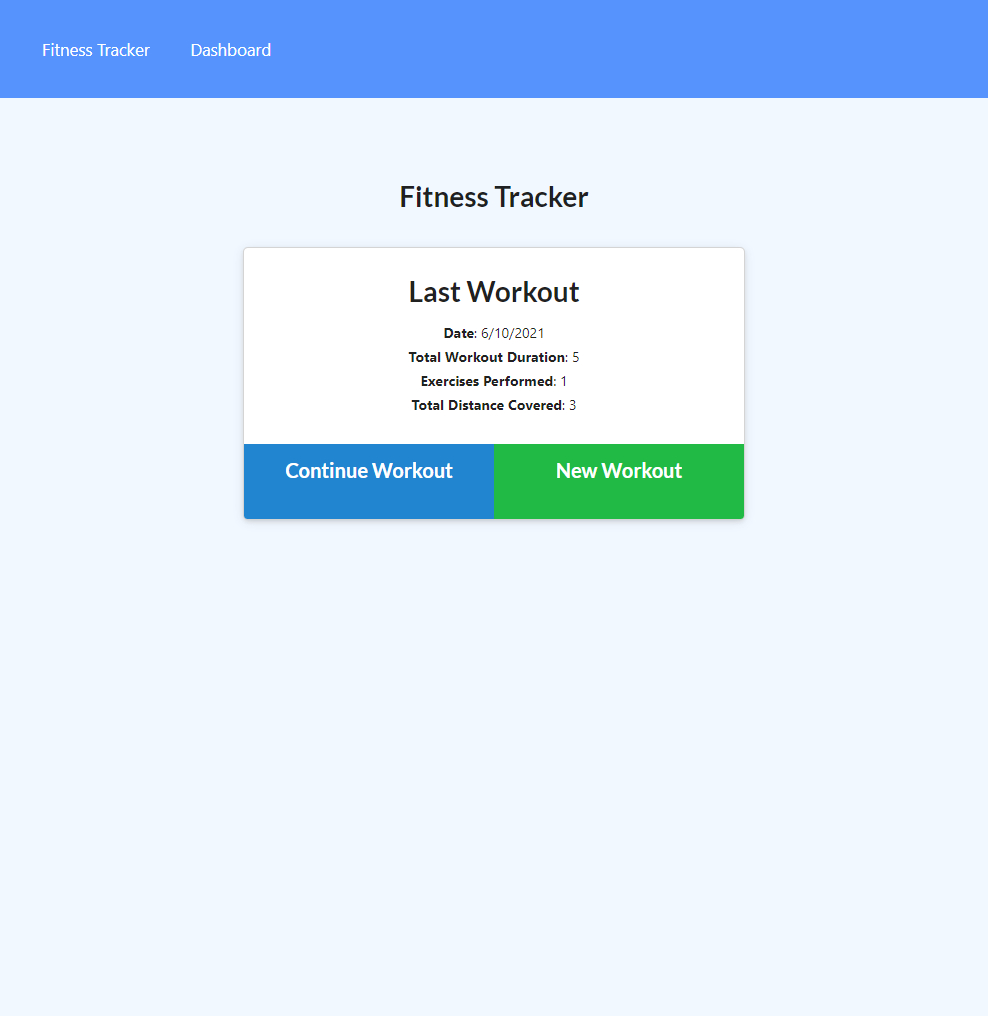 Fitness Tracker Dashboard
Fitness Tracker
Last Workout
Date: 6/10/2021
Total Workout Duration: 5
Exercises Performed: 1
Total Distance Covered: 3
Continue Workout New Workout